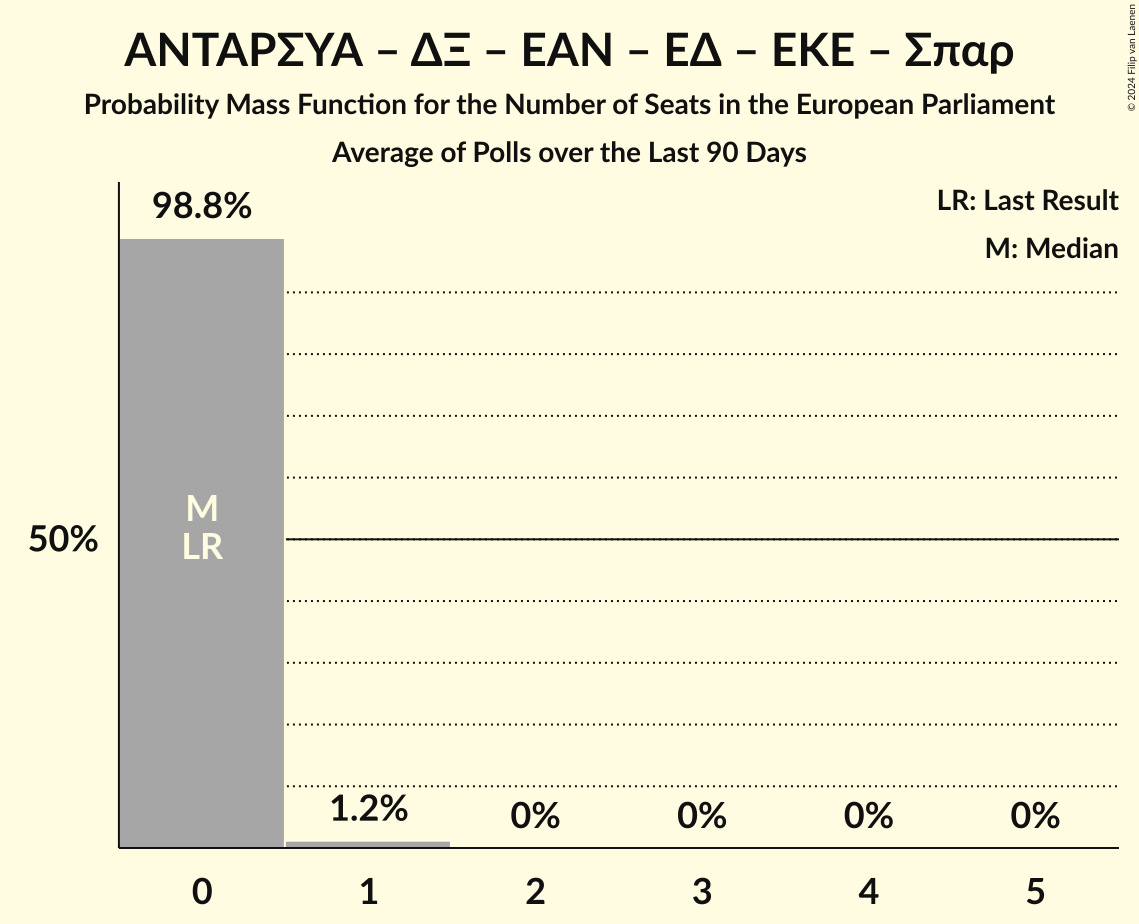 ΑΝΤΑΡΣΥΑ – ΔΞ – ΕΑΝ – ΕΔ – ΕΚΕ – Σπαρ
Probability Mass Function for the Number of Seats in the European Parliament
Average of Polls over the Last 90 Days
© 2024 Filip van Laenen
LR: Last Result
M: Median
98.8%
M
LR
50%
1.2%
0%
0%
0%
0%
0
1
2
3
4
5